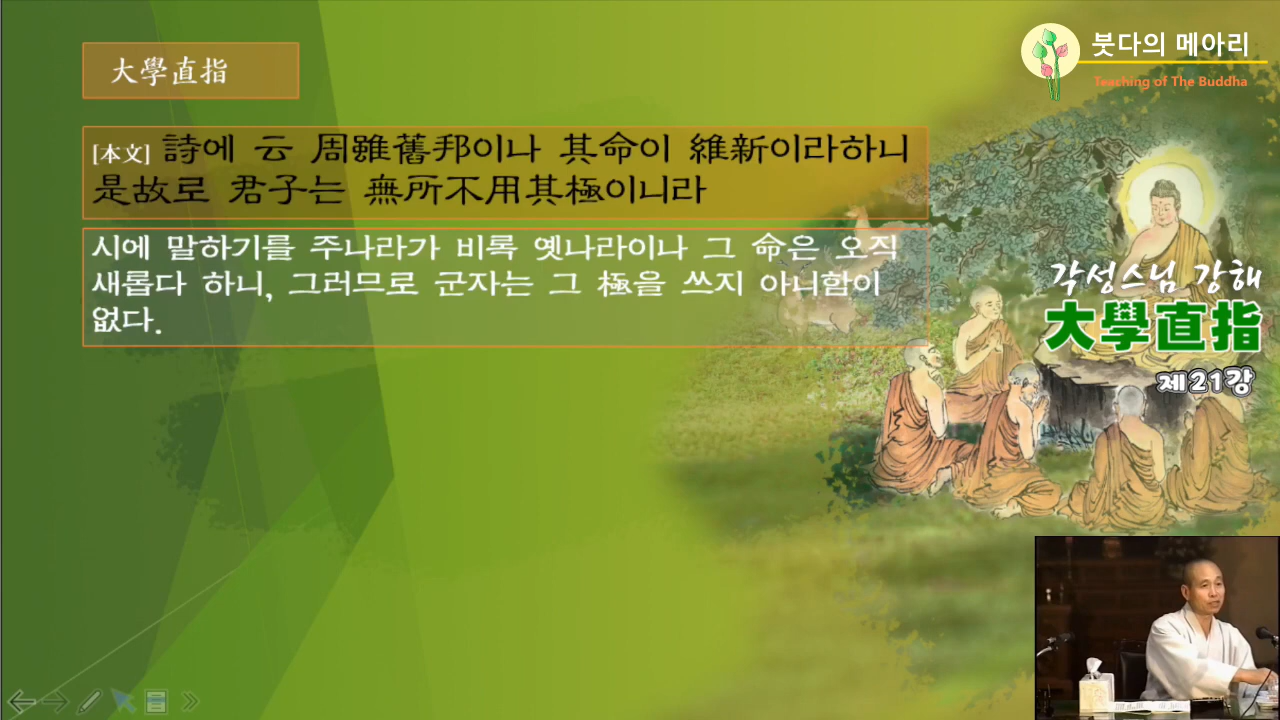 大學直指
붓다의 메아리
Teaching of The Buddha
[本文] 詩에 云 周雖舊邦이나 其命이 維新이라하니
是故로 君子는 無所不用其極이니라
시에 말하기를 주나라가 비록 옛나라이나 그 命은 오직
새롭다 하니, 그러므로 군자는 그 極을 쓰지 아니함이
없다.
각성스님 강해
大學直指
제21강